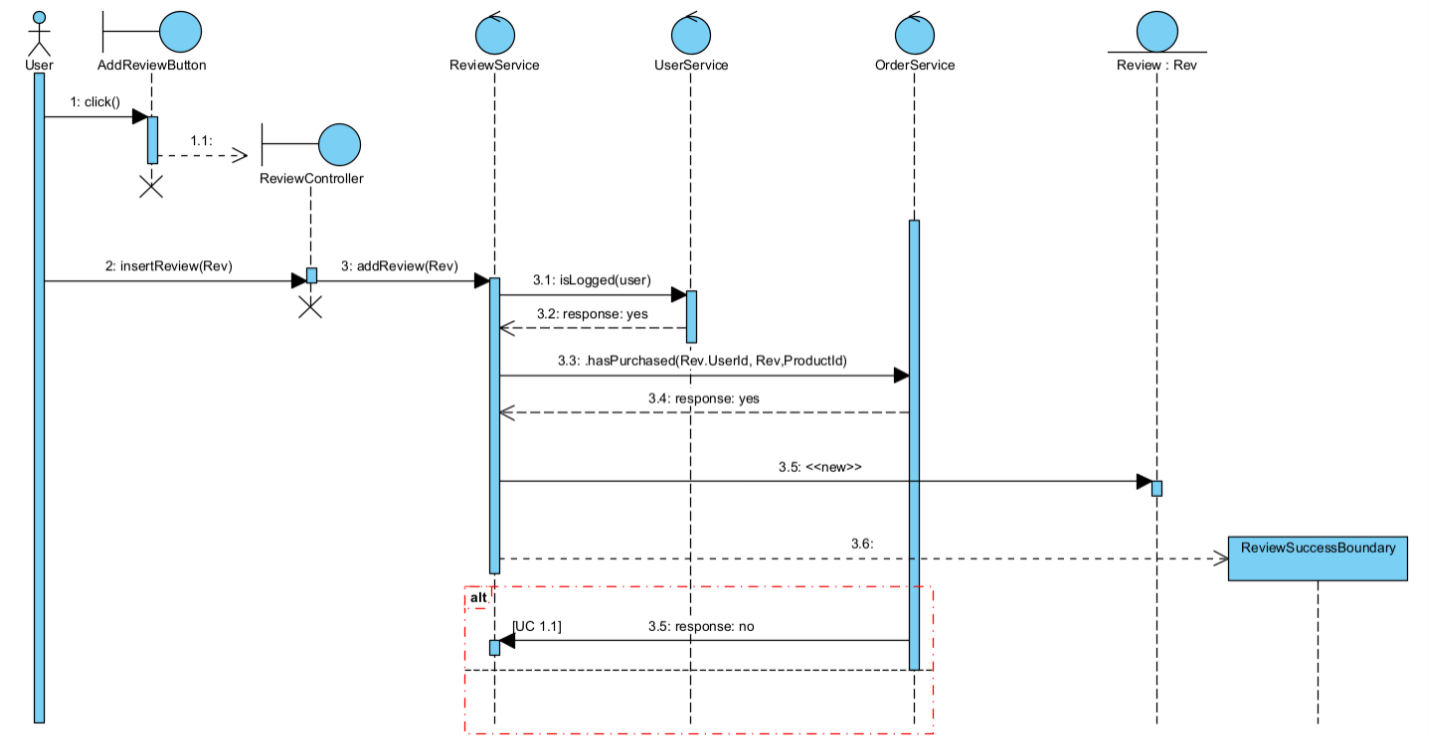 User
AddReviewButton
ReviewService
UserService
OrderService
Review : Rev
1: click()
1.1:
ReviewController
2: insertReview(Rev)
3: addReview(Rev)
3.1: isLogged(user)
3.2: response: yes
3.3: .hasPurchased(Rev.UserId, Rev,ProductId)
3.4: response: yes
3.5: <<new>>
3.6:
ReviewSuccessBoundary
alt
[UC 1.1]
3.5: response: no